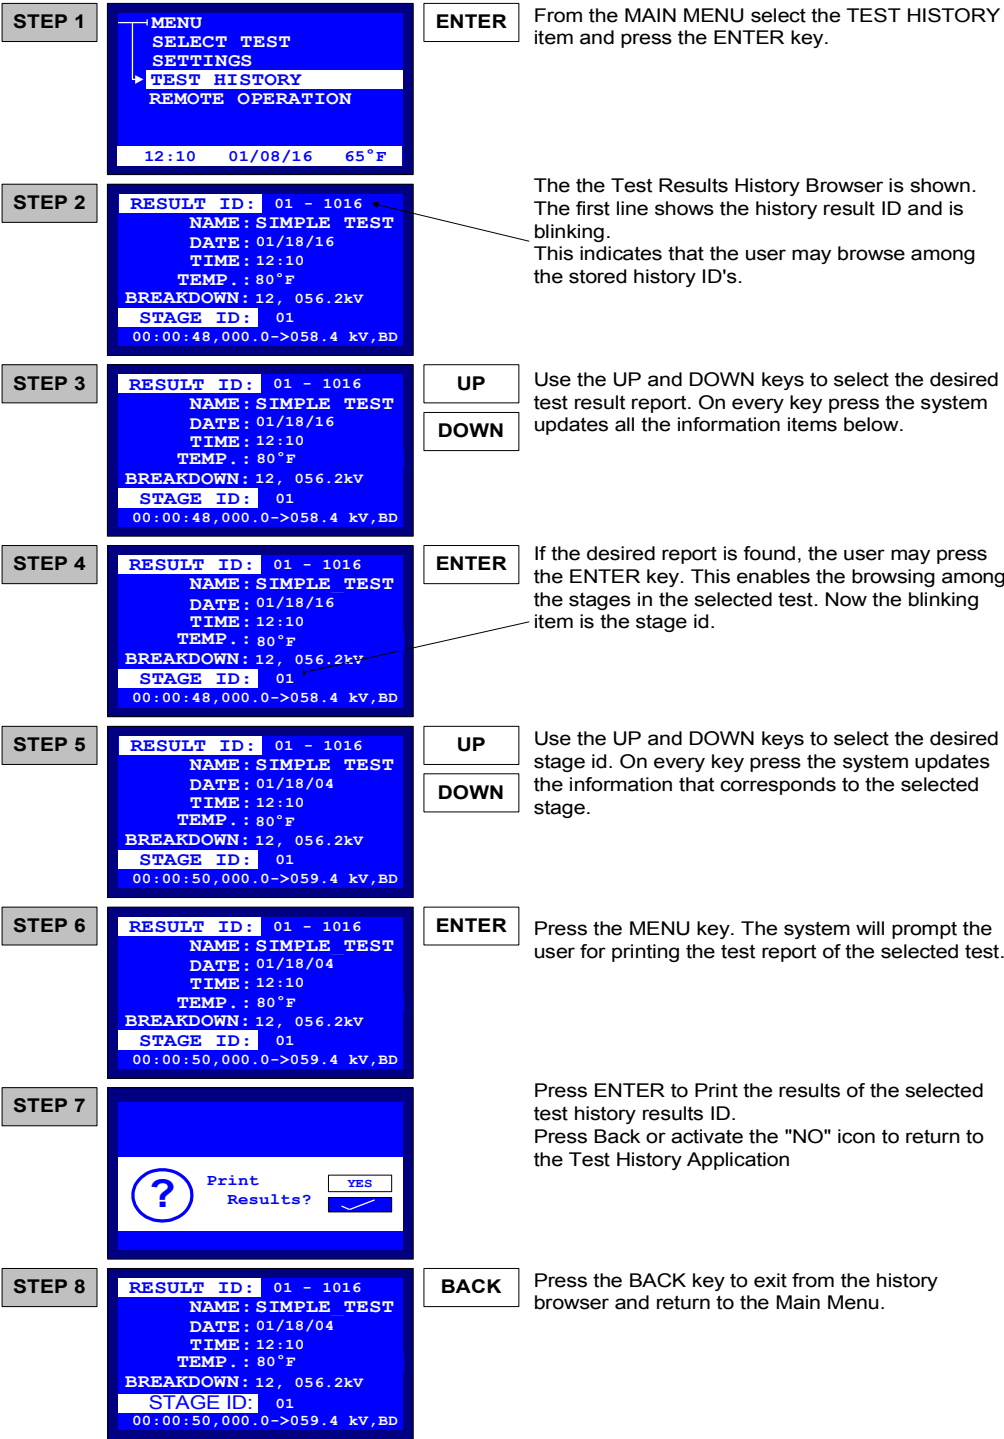 STEP 1
MENU
SELECT TEST
SETTINGS
TEST HISTORY
REMOTE OPERATION
12:10 01/08/16 65°F
ENTER
From the MAIN MENU select the TEST HISTORY
item and press the ENTER key.
STEP 2
RESULT ID: 01 - 1016
NAME: SIMPLE TEST
DATE: 01/18/16
TIME: 12:10
TEMP.: 80°F
BREAKDOWN: 12, 056.2kV
STAGE ID: 01
00:00:48,000.0->058.4 kV,BD
The the Test Results History Browser is shown.
The first line shows the history result ID and is
blinking.
This indicates that the user may browse among
the stored history ID's.
STEP 3
RESULT ID: 01 - 1016
NAME: SIMPLE TEST
DATE: 01/18/16
TIME: 12:10
TEMP.: 80°F
BREAKDOWN: 12, 056.2kV
STAGE ID: 01
00:00:48,000.0->058.4 kV,BD
UP
DOWN
Use the UP and DOWN keys to select the desired
test result report. On every key press the system
updates all the information items below.
STEP 4
RESULT ID: 01 - 1016
NAME: SIMPLE_TEST
DATE: 01/18/16
TIME: 12:10
TEMP.: 80°F
BREAKDOWN: 12, 056.2kV
STAGE ID: 01
00:00:48,000.0->058.4 kV,BD
ENTER
If the desired report is found, the user may press
the ENTER key. This enables the browsing among
the stages in the selected test. Now the blinking
item is the stage id.
STEP 5
RESULT ID: 01 - 1016
NAME: SIMPLE TEST
DATE: 01/18/04
TIME: 12:10
TEMP.: 80°F
BREAKDOWN: 12, 056.2kV
STAGE ID: 01
00:00:50,000.0->059.4 kV,BD
UP
DOWN
Use the UP and DOWN keys to select the desired
stage id. On every key press the system updates
the information that corresponds to the selected
stage.
STEP 6
RESULT ID: 01 - 1016
NAME: SIMPLE_TEST
DATE: 01/18/04
TIME: 12:10
TEMP.: 80°F
BREAKDOWN: 12, 056.2kV
STAGE ID: 01
00:00:50,000.0->059.4 kV,BD
ENTER
Press the MENU key. The system will prompt the
user for printing the test report of the selected test.
STEP 7
?
Print
Results?
YES
Press ENTER to Print the results of the selected
test history results ID.
Press Back or activate the "NO" icon to return to
the Test History Application
STEP 8
RESULT ID: 01 - 1016
NAME: SIMPLE_TEST
DATE: 01/18/04
TIME: 12:10
TEMP.: 80°F
BREAKDOWN: 12, 056.2kV
STAGE ID: 01
00:00:50,000.0->059.4 kV,BD
BACK
Press the BACK key to exit from the history
browser and return to the Main Menu.